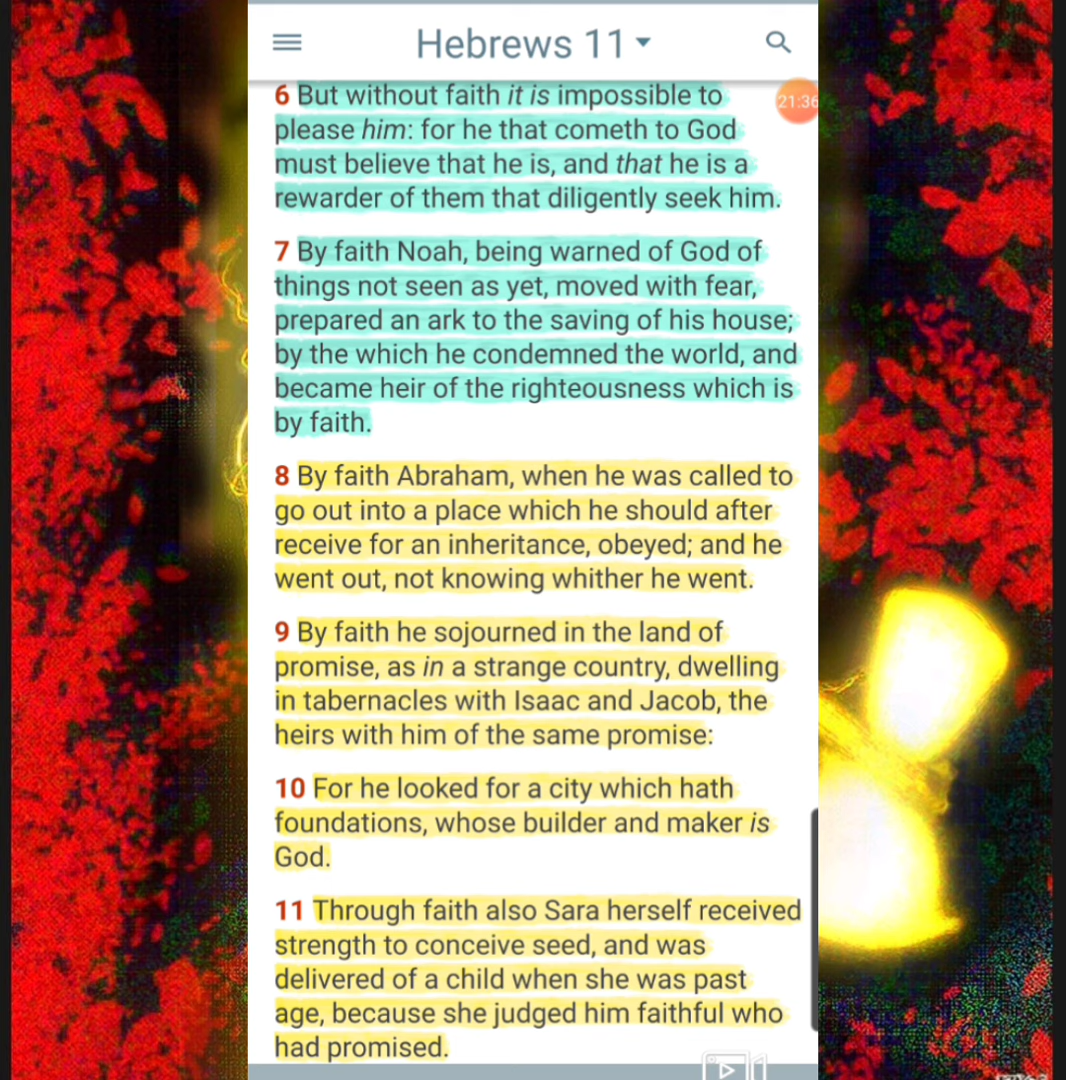 Hebrews 11
21:36
6 But without faith it is impossible to
please him: for he that cometh to God
must believe that he is, and that he is a
rewarder of them that diligently seek him.
7 By faith Noah, being warned of God of
things not seen as yet, moved with fear,
prepared an ark to the saving of his house;
by the which he condemned the world, and
became heir of the righteousness which is
by faith.
8 By faith Abraham, when he was called to
go out into a place which he should after
receive for an inheritance, obeyed; and he
went out, not knowing whither he went.
9 By faith he sojourned in the land of
promise, as in a strange country, dwelling
in tabernacles with Isaac and Jacob, the
heirs with him of the same promise:
10 For he looked for a city which hath
foundations, whose builder and maker is
God.
11 Through faith also Sara herself received
strength to conceive seed, and was
delivered of a child when she was past
age, because she judged him faithful who
had promised.